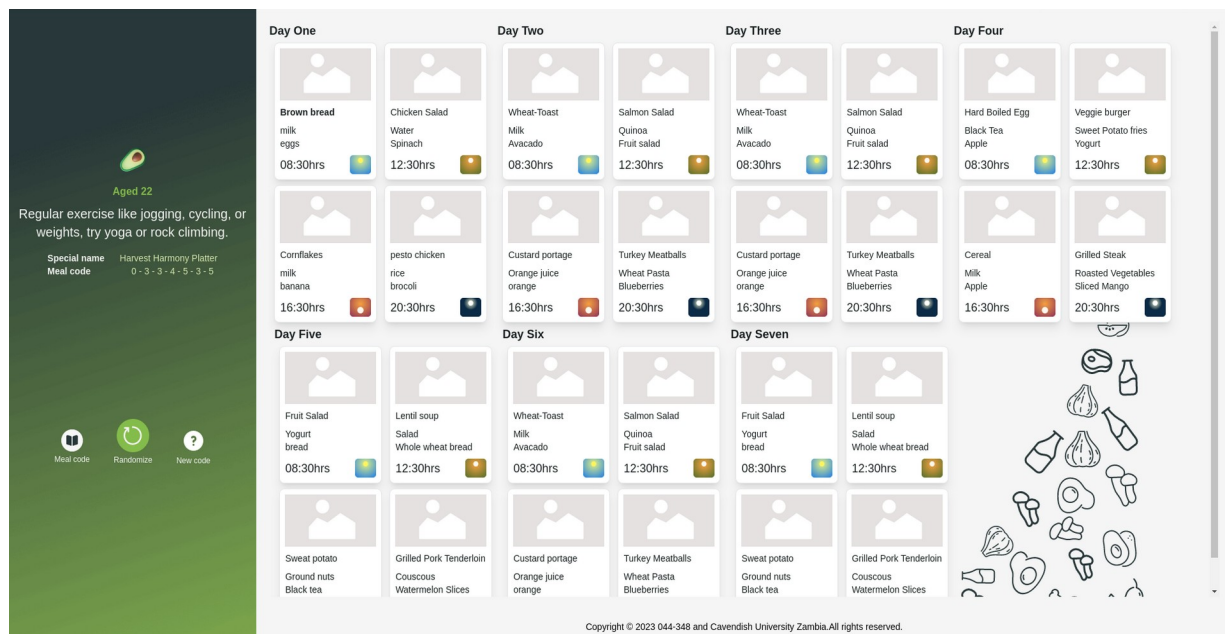 Aged 22
Regular exercise like jogging, cycling, or
weights, try yoga or rock climbing.
Special name Harvest Harmony Platter
Meal code 0 - 3 - 3 - 4 - 5 - 3 - 5
Meal code
Randomize
?
New code
Day One
Brown bread
milk
eggs
08:30hrs
Chicken Salad
Water
Spinach
12:30hrs
Cornflakes
milk
banana
16:30hrs
pesto chicken
rice
brocoli
20:30hrs
Day Two
Wheat-Toast
Milk
Avacado
08:30hrs
Salmon Salad
Quinoa
Fruit salad
12:30hrs
Custard portage
Orange juice
orange
16:30hrs
Turkey Meatballs
Wheat Pasta
Blueberries
20:30hrs
Day Three
Wheat-Toast
Milk
Avacado
08:30hrs
Salmon Salad
Quinoa
Fruit salad
12:30hrs
Custard portage
Orange juice
orange
16:30hrs
Turkey Meatballs
Wheat Pasta
Blueberries
20:30hrs
Day Four
Hard Boiled Egg
Black Tea
Apple
08:30hrs
Veggie burger
Sweet Potato fries
Yogurt
12:30hrs
Cereal
Milk
Apple
16:30hrs
Grilled Steak
Roasted Vegetables
Sliced Mango
20:30hrs
Day Five
Fruit Salad
Yogurt
bread
08:30hrs
Lentil soup
Salad
Whole wheat bread
12:30hrs
Sweat potato
Ground nuts
Black tea
Grilled Pork Tenderloin
Couscous
Watermelon Slices
Day Six
Wheat-Toast
Milk
Avacado
08:30hrs
Salmon Salad
Quinoa
Fruit salad
12:30hrs
Custard portage
Orange juice
orange
Turkey Meatballs
Wheat Pasta
Blueberries
Day Seven
Fruit Salad
Yogurt
bread
08:30hrs
Lentil soup
Salad
Whole wheat bread
12:30hrs
Sweat potato
Ground nuts
Black tea
Grilled Pork Tenderloin
Couscous
Watermelon Slices
Copyright © 2023 044-348 and Cavendish University Zambia.All rights reserved.